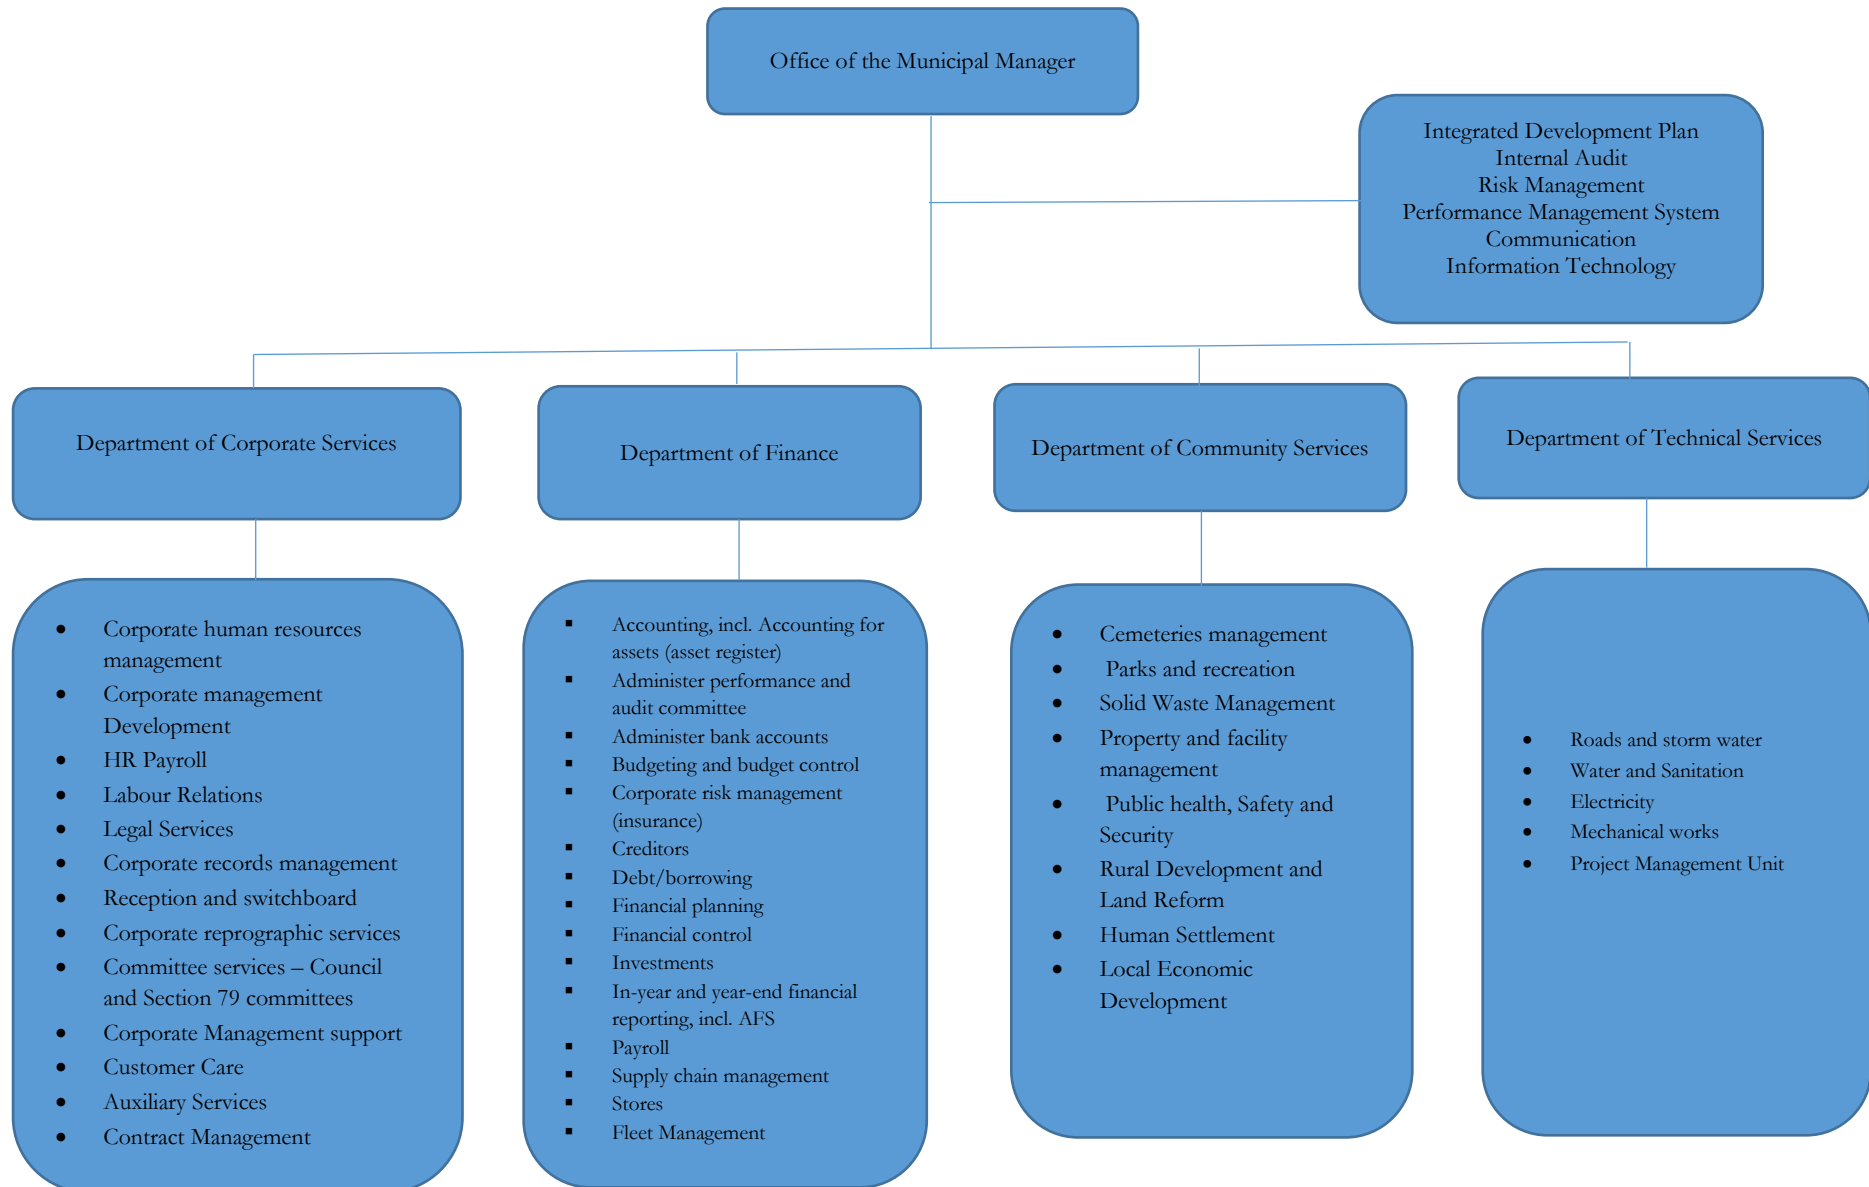 Office of the Municipal Manager
Integrated Development Plan
Internal Audit
Risk Management
Performance Management System
Communication
Information Technology
Department of Corporate Services
Department of Finance
Department of Community Services
Department of Technical Services
• Corporate human resources
management
• Corporate management
Development
• HR Payroll
• Labour Relations
• Legal Services
• Corporate records management
• Reception and switchboard
• Corporate reprographic services
• Committee services – Council
and Section 79 committees
• Corporate Management support
• Customer Care
• Auxiliary Services
• Contract Management
▪ Accounting, incl. Accounting for
assets (asset register)
▪ Administer performance and
audit committee
▪ Administer bank accounts
▪ Budgeting and budget control
▪ Corporate risk management
(insurance)
▪ Creditors
▪ Debt/borrowing
▪ Financial planning
▪ Financial control
▪ Investments
▪ In-year and year-end financial
reporting, incl. AFS
▪ Payroll
▪ Supply chain management
▪ Stores
▪ Fleet Management
• Cemeteries management
• Parks and recreation
• Solid Waste Management
• Property and facility
management
• Public health, Safety and
Security
• Rural Development and
Land Reform
• Human Settlement
• Local Economic
Development
• Roads and storm water
• Water and Sanitation
• Electricity
• Mechanical works
• Project Management Unit